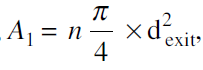 , A₁ = n π/4 × d²exit,